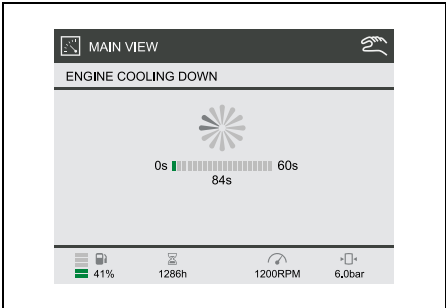 MAIN VIEW
ENGINE COOLING DOWN
0s 60s
84s
41% 1286h 1200RPM 6.0bar